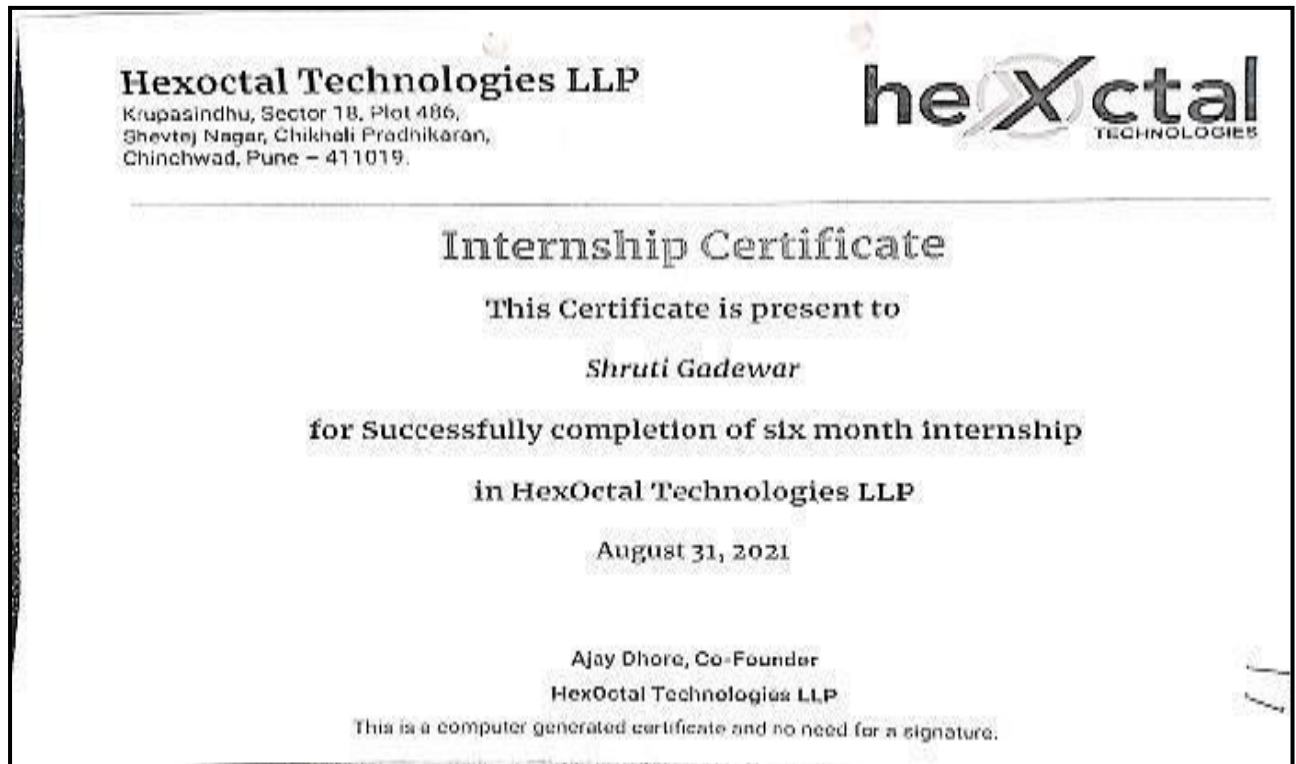 Hexoctal Technologies LLP
Krupasindhu, Sector 18, Plot 486,
Shevtej Nagar, Chikhali Pradhikaran,
Chinchwad, Pune – 411019.
heXctal
TECHNOLOGIES
Internship Certificate
This Certificate is present to
Shruti Gadewar
for Successfully completion of six month internship
in HexOctal Technologies LLP
August 31, 2021
Ajay Dhore, Co-Founder
HexOctal Technologies LLP
This is a computer generated certificate and no need for a signature.